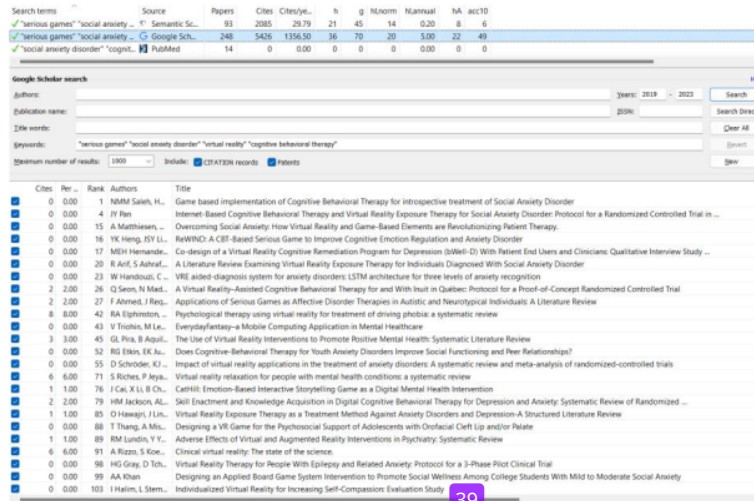 Search terms Source Papers Cites Cites/ye... h g hI,norm hI,annual hA acc10
"serious games" "social anxiety ... Semantic Sc... 93 2085 29.79 21 45 14 0.20 8 6
"serious games" "social anxiety ... Google Sch... 248 5426 1356.50 36 70 20 5.00 22 49
"social anxiety disorder" "cognit... PubMed 14 0 0.00 0 0 0 0.00 0 0
Google Scholar search
Authors: Years: 2019 - 2023 Search
Publication name: ISSN: Search Direc
Title words: Clear All
Keywords: "serious games" "social anxiety disorder" "virtual reality" "cognitive behavioral therapy" Revert
Maximum number of results: 1000 Include: CITATION records Patents New
Cites Per ... Rank Authors Title
0 0.00 1 NMM Saleh, H... Game based implementation of Cognitive Behavioral Therapy for introspective treatment of Social Anxiety Disorder
0 0.00 4 JY Pan Internet-Based Cognitive Behavioral Therapy and Virtual Reality Exposure Therapy for Social Anxiety Disorder: Protocol for a Randomized Controlled Trial in ...
0 0.00 15 A Matthiesen, ... Overcoming Social Anxiety: How Virtual Reality and Game-Based Elements are Revolutionizing Patient Therapy.
0 0.00 16 YK Heng, JSY Li... ReWIND: A CBT-Based Serious Game to Improve Cognitive Emotion Regulation and Anxiety Disorder
0 0.00 17 MEH Hernande... Co-design of a Virtual Reality Cognitive Remediation Program for Depression (bWell-D) With Patient End Users and Clinicians: Qualitative Interview Study ...
0 0.00 20 R Arif, S Ashraf,... A Literature Review Examining Virtual Reality Exposure Therapy for Individuals Diagnosed With Social Anxiety Disorder
0 0.00 23 W Handouzi, C ... VRE aided-diagnosis system for anxiety disorders: LSTM architecture for three levels of anxiety recognition
2 2.00 26 Q Seon, N Mad... A Virtual Reality–Assisted Cognitive Behavioral Therapy for and With Inuit in Québec: Protocol for a Proof-of-Concept Randomized Controlled Trial
2 2.00 27 F Ahmed, J Req... Applications of Serious Games as Affective Disorder Therapies in Autistic and Neurotypical Individuals: A Literature Review
8 8.00 42 RA Elphinston, ... Psychological therapy using virtual reality for treatment of driving phobia: a systematic review
0 0.00 43 V Triohin, M Le... EverydayFantasy–a Mobile Computing Application in Mental Healthcare
3 3.00 45 GL Pira, B Aquil... The Use of Virtual Reality Interventions to Promote Positive Mental Health: Systematic Literature Review
0 0.00 52 RG Etkin, EK Ju... Does Cognitive-Behavioral Therapy for Youth Anxiety Disorders Improve Social Functioning and Peer Relationships?
0 0.00 55 D Schröder, KJ ... Impact of virtual reality applications in the treatment of anxiety disorders: A systematic review and meta-analysis of randomized-controlled trials
6 6.00 71 S Riches, P Jeya... Virtual reality relaxation for people with mental health conditions: a systematic review
1 1.00 76 J Cai, X Li, B Ch... CatHill: Emotion-Based Interactive Storytelling Game as a Digital Mental Health Intervention
2 2.00 79 HM Jackson, AL... Skill Enactment and Knowledge Acquisition in Digital Cognitive Behavioral Therapy for Depression and Anxiety: Systematic Review of Randomized ...
1 1.00 85 O Hawajri, J Lin... Virtual Reality Exposure Therapy as a Treatment Method Against Anxiety Disorders and Depression-A Structured Literature Review
0 0.00 88 T Thang, A Mis... Designing a VR Game for the Psychosocial Support of Adolescents with Orofacial Cleft Lip and/or Palate
1 1.00 89 RM Lundin, Y Y... Adverse Effects of Virtual and Augmented Reality Interventions in Psychiatry: Systematic Review
6 6.00 91 A Rizzo, S Koe... Clinical virtual reality: The state of the science.
0 0.00 98 HG Gray, D Tch... Virtual Reality Therapy for People With Epilepsy and Related Anxiety: Protocol for a 3-Phase Pilot Clinical Trial
0 0.00 99 AA Khan Designing an Applied Board Game System Intervention to Promote Social Wellness Among College Students With Mild to Moderate Social Anxiety
0 0.00 103 I Halim, L Stem... Individualized Virtual Reality for Increasing Self-Compassion: Evaluation Study
39